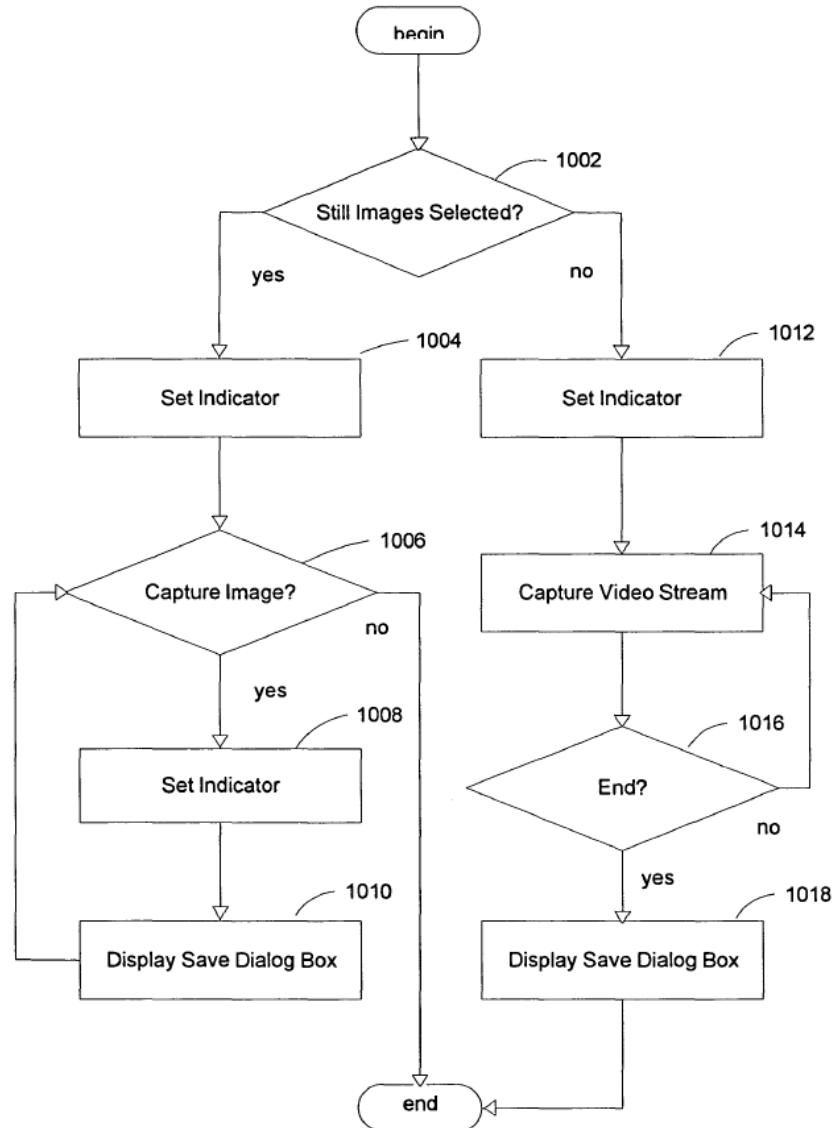 begin
1002
Still Images Selected?
yes
no
1004
Set Indicator
1012
Set Indicator
1006
Capture Image?
no
yes
1014
Capture Video Stream
1008
Set Indicator
1016
End?
no
yes
1010
Display Save Dialog Box
1018
Display Save Dialog Box
end